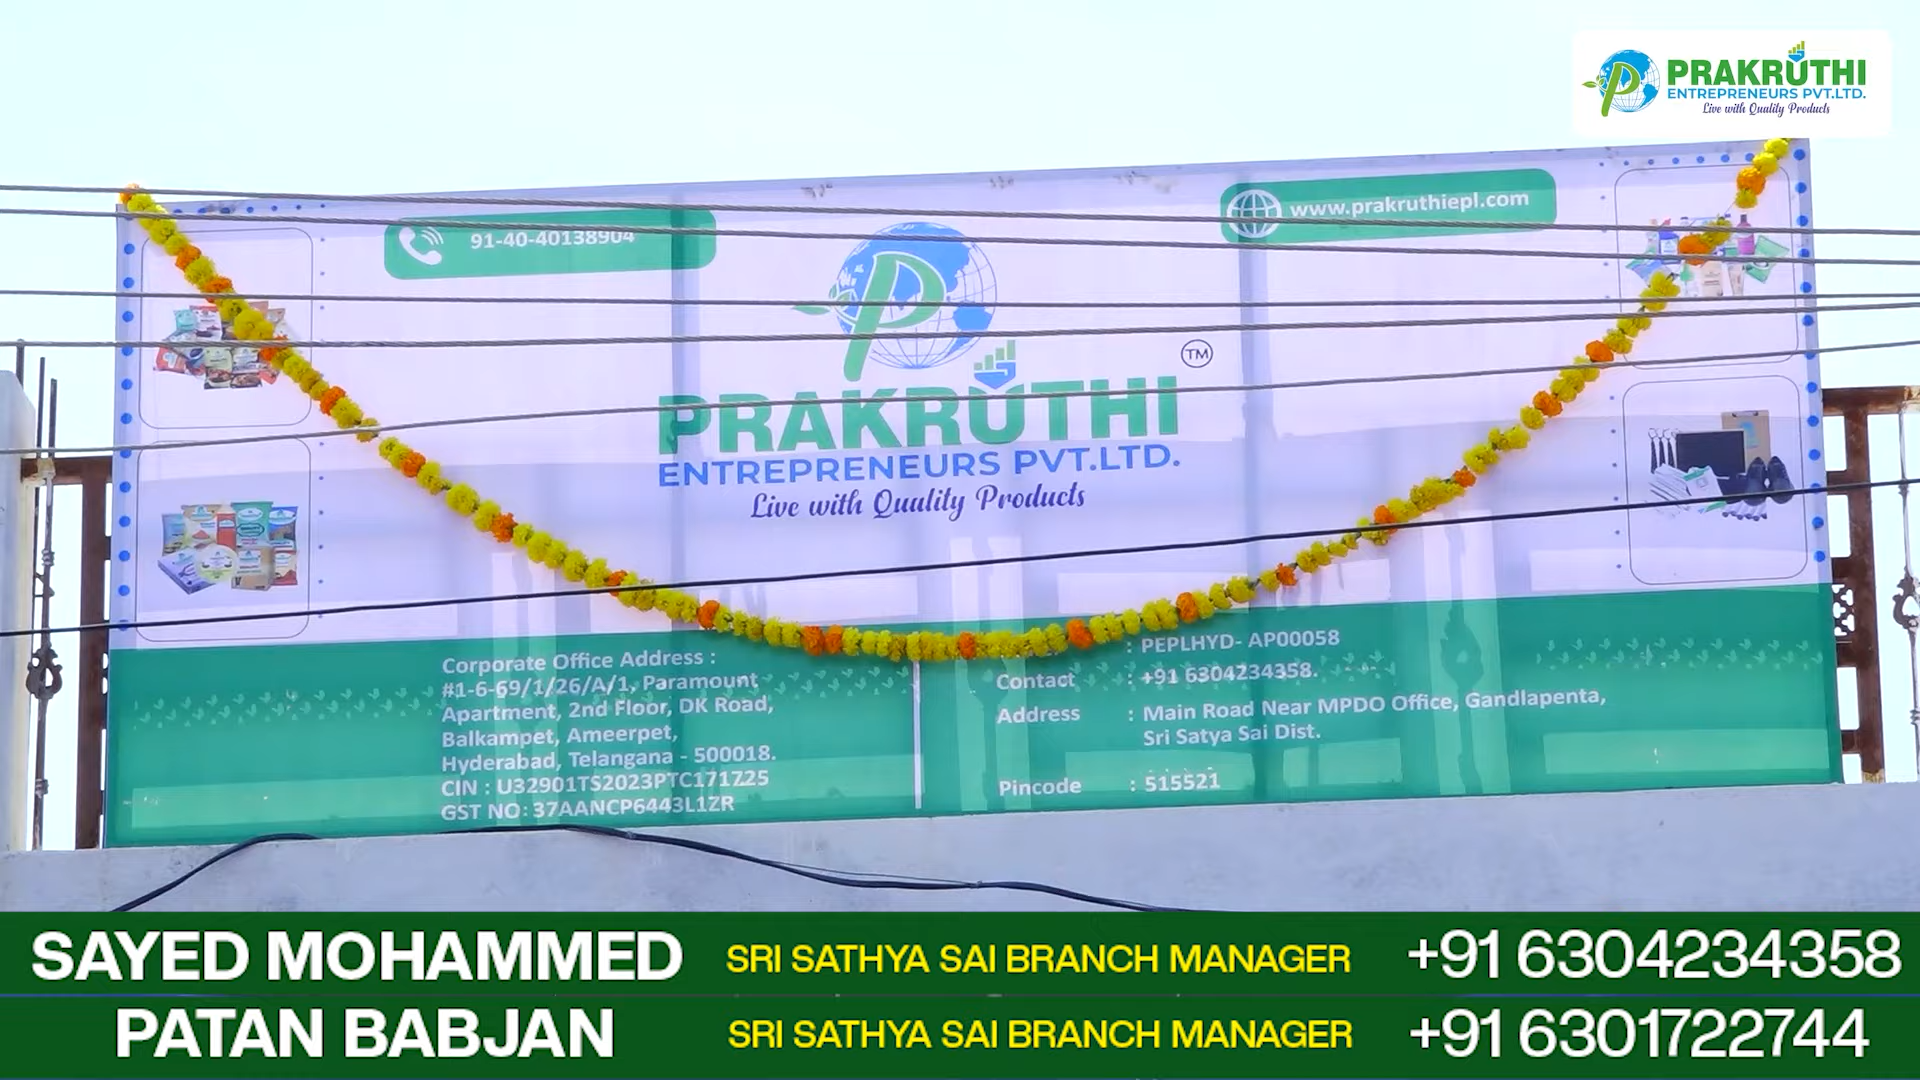 PRAKRUTHI
ENTREPRENEURS PVT.LTD.
Live with Quality Products
91-40-40138904
www.prakruthiepl.com
TM
PRAKRUTHI
ENTREPRENEURS PVT.LTD.
Live with Quality Products
Corporate Office Address :
#1-6-69/1/26/A/1, Paramount
Apartment, 2nd Floor, DK Road,
Balkampet, Ameerpet,
Hyderabad, Telangana - 500018.
CIN : U32901TS2023PTC171725
GST NO: 37AANCP6443L1ZR
: PEPLHYD- AP00058
Contact : +91 6304234358.
Address : Main Road Near MPDO Office, Gandlapenta,
Sri Satya Sai Dist.
Pincode : 515521
SAYED MOHAMMED SRI SATHYA SAI BRANCH MANAGER +91 6304234358
PATAN BABJAN SRI SATHYA SAI BRANCH MANAGER +91 6301722744